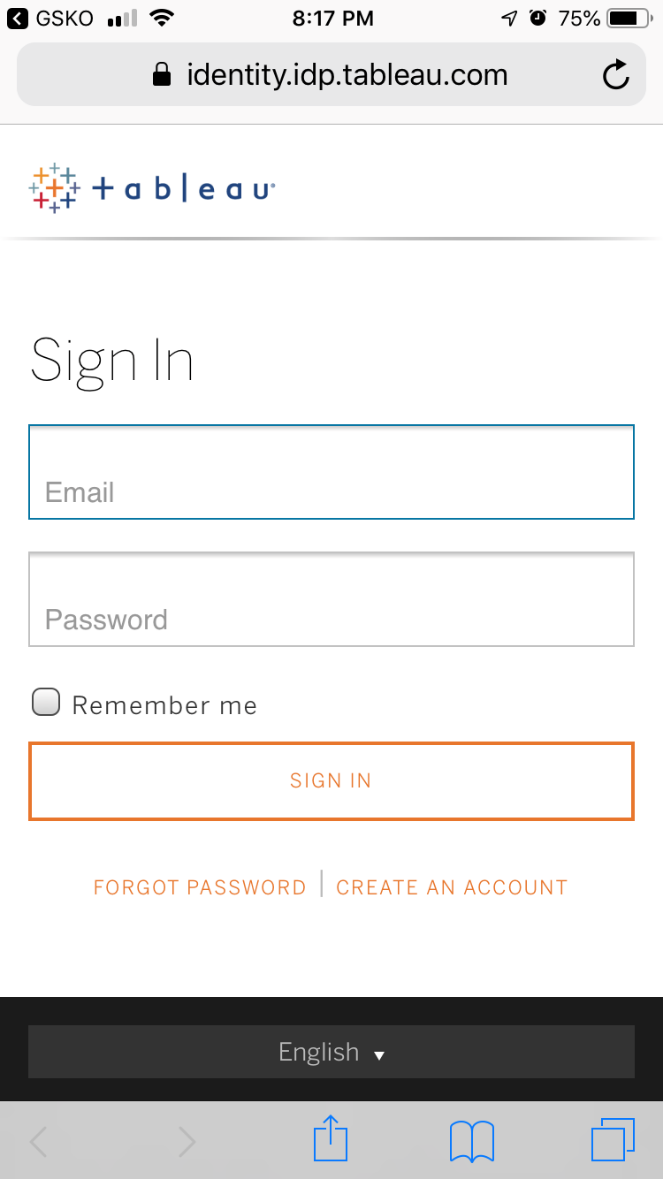 GSKO 8:17 PM 75%
identity.idp.tableau.com
+ableau
Sign In
Email
Password
Remember me
SIGN IN
FORGOT PASSWORD | CREATE AN ACCOUNT
English